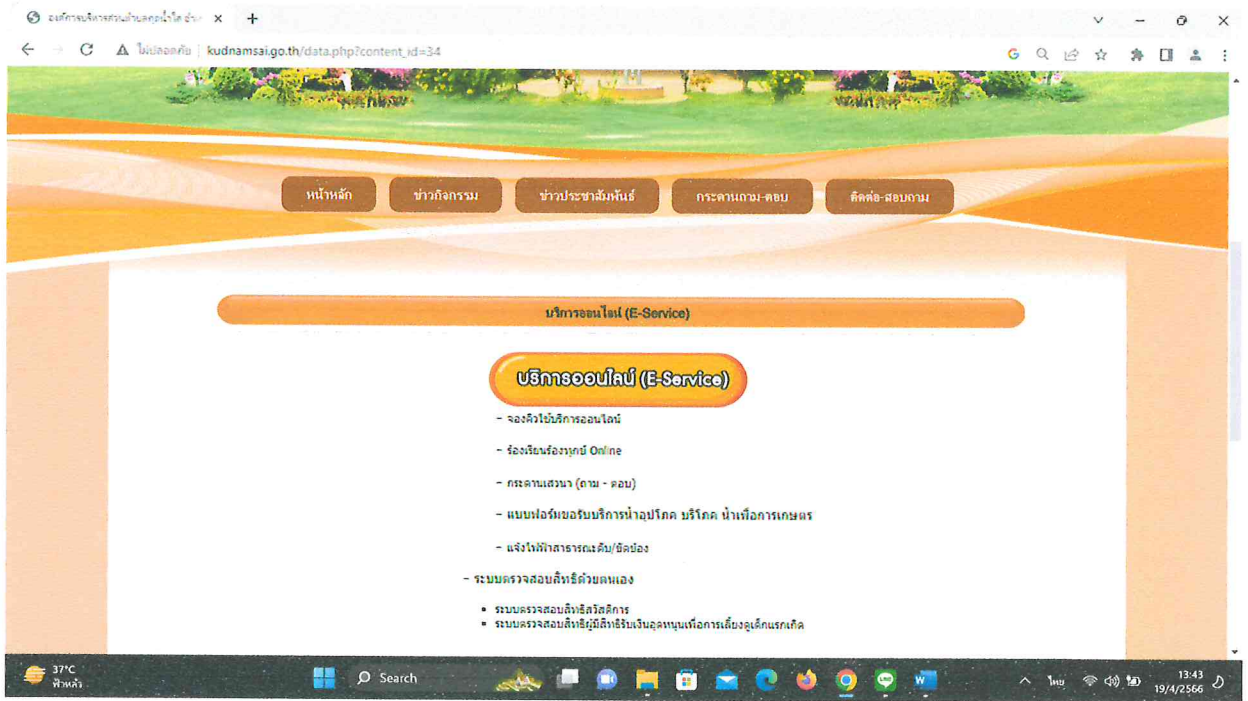 องค์การบริหารส่วนตำบลกุดน้ำใส อำเ
ไม่ปลอดภัย | kudnamsai.go.th/data.php?content_id=34
หน้าหลัก
ข่าวกิจกรรม
ข่าวประชาสัมพันธ์
กระดานถาม-ตอบ
ติดต่อ-สอบถาม
บริการออนไลน์ (E-Service)
บริการออนไลน์ (E-Service)
- จองคิวใช้บริการออนไลน์
- ร้องเรียนร้องทุกข์ Online
- กระดานเสวนา (ถาม - ตอบ)
- แบบฟอร์มขอรับบริการน้ำอุปโภค บริโภค น้ำเพื่อการเกษตร
- แจ้งไฟฟ้าสาธารณะดับ/ขัดข้อง
- ระบบตรวจสอบสิทธิด้วยตนเอง
▪ ระบบตรวจสอบสิทธิสวัสดิการ
▪ ระบบตรวจสอบสิทธิผู้มีสิทธิรับเงินอุดหนุนเพื่อการเลี้ยงดูเด็กแรกเกิด
37°C
ฟ้าหลัว
Search
ไทย
13:43
19/4/2566